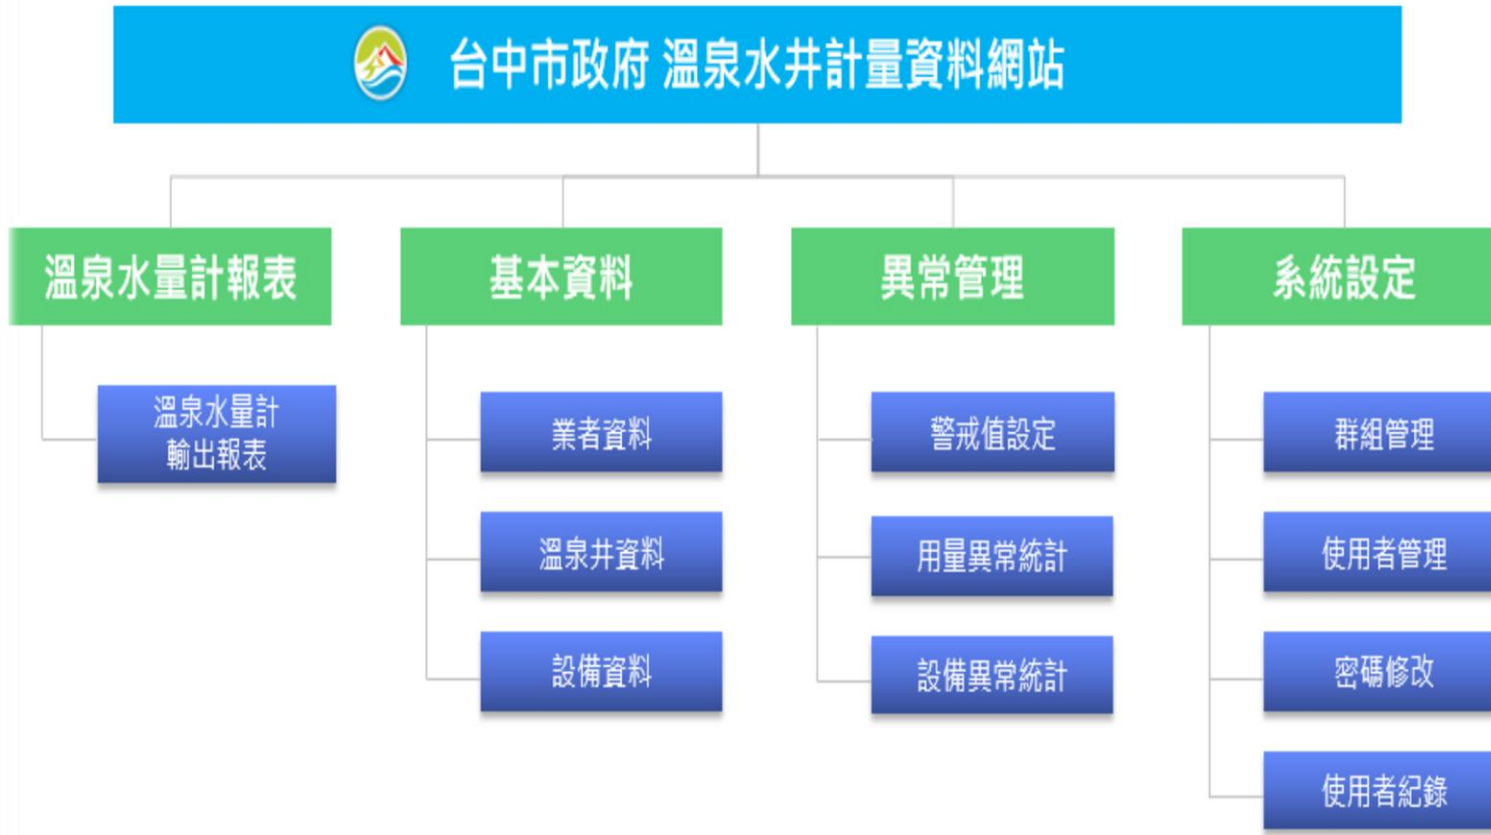 台中市政府 溫泉水井計量資料網站
溫泉水量計報表
溫泉水量計
輸出報表
基本資料
業者資料
溫泉井資料
設備資料
異常管理
警戒值設定
用量異常統計
設備異常統計
系統設定
群組管理
使用者管理
密碼修改
使用者紀錄